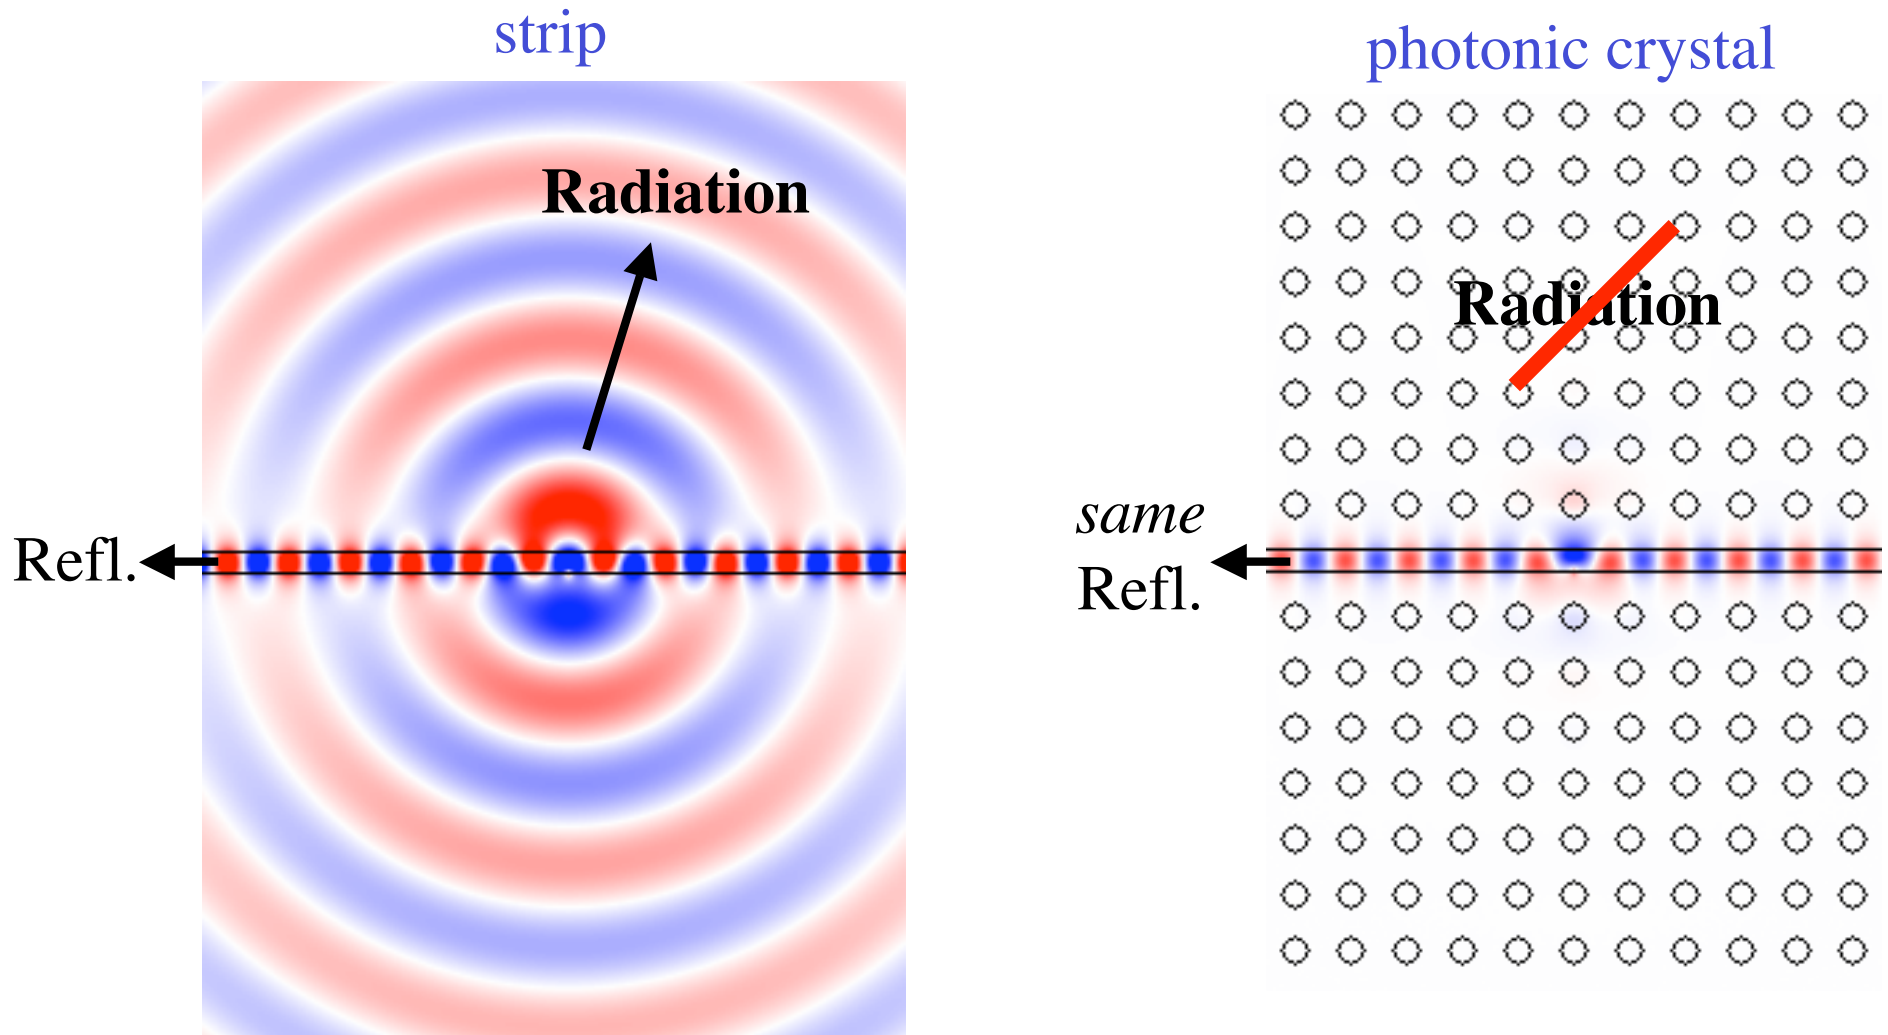 strip
Radiation
Refl.
photonic crystal
Radiation
same
Refl.